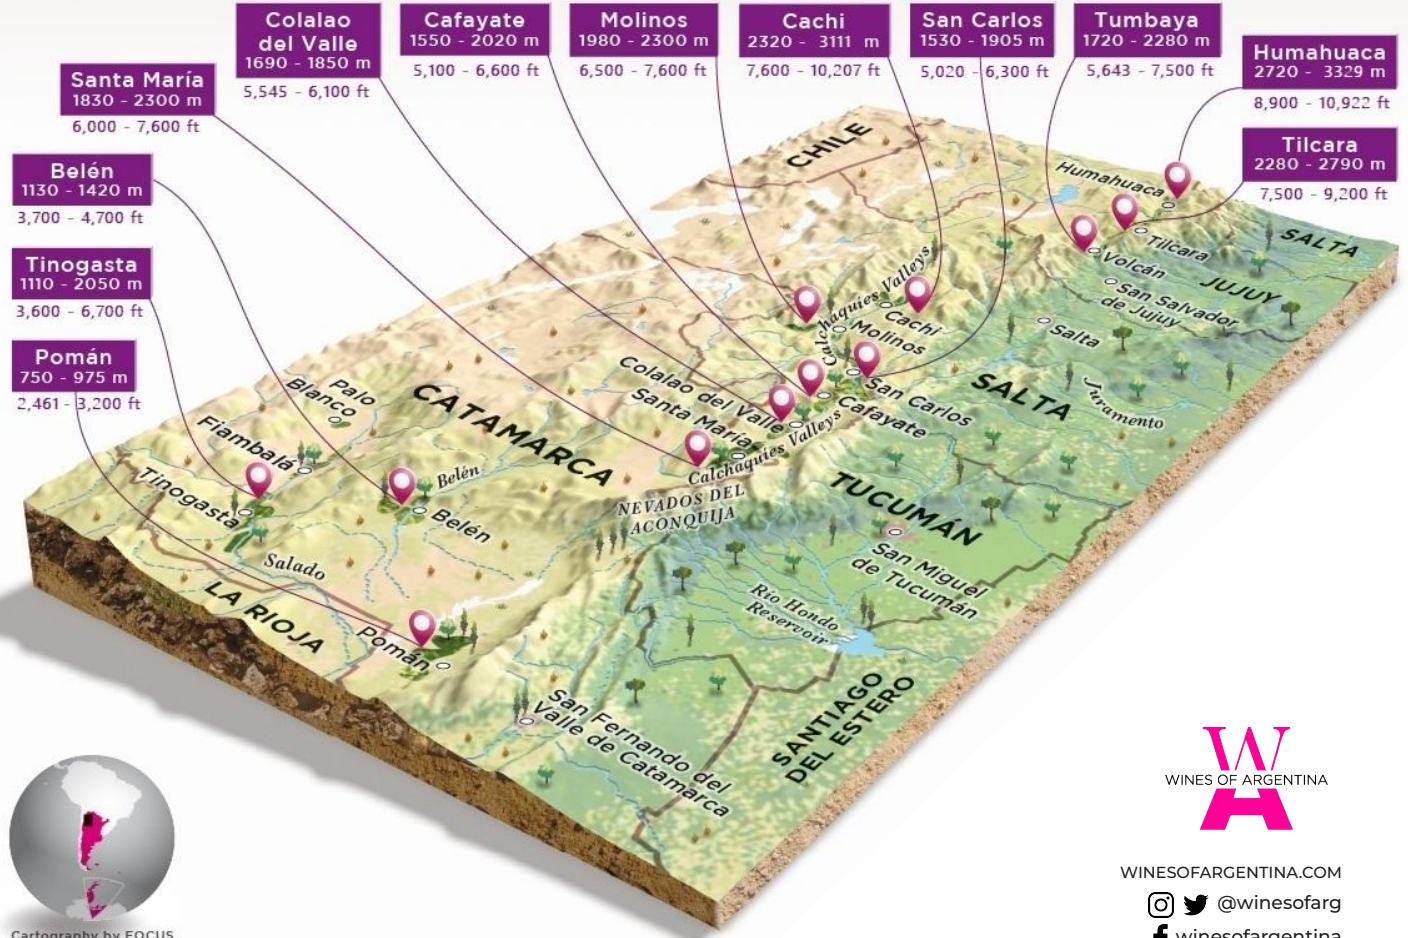 Colalao
del Valle
1690 - 1850 m
5,545 - 6,100 ft
Cafayate
1550 - 2020 m
5,100 - 6,600 ft
Molinos
1980 - 2300 m
6,500 - 7,600 ft
Cachi
2320 - 3111 m
7,600 - 10,207 ft
San Carlos
1530 - 1905 m
5,020 - 6,300 ft
Tumbaya
1720 - 2280 m
5,643 - 7,500 ft
Humahuaca
2720 - 3329 m
8,900 - 10,922 ft
Santa María
1830 - 2300 m
6,000 - 7,600 ft
Tilcara
2280 - 2790 m
7,500 - 9,200 ft
Belén
1130 - 1420 m
3,700 - 4,700 ft
Tinogasta
1110 - 2050 m
3,600 - 6,700 ft
Pomán
750 - 975 m
2,461 - 3,200 ft
CHILE
Humahuaca
Tilcara
SALTA
Volcán
JUJUY
San Salvador
de Jujuy
Calchaquíes Valleys
Cachi
Molinos
Salta
San Carlos
SALTA
Juramento
Colalao del Valle
Cafayate
Santa María
Calchaquíes Valleys
Palo
Blanco
CATAMARCA
Fiambalá
Tinogasta
Belén
Belén
NEVADOS DEL
ACONQUIJA
TUCUMÁN
San Miguel
de Tucumán
Salado
LA RIOJA
Pomán
Río Hondo
Reservoir
San Fernando del
Valle de Catamarca
SANTIAGO
DEL ESTERO
W
WINES OF ARGENTINA
A
WINESOFARGENTINA.COM
@winesofarg
winesofargentina
Cartography by FOCUS